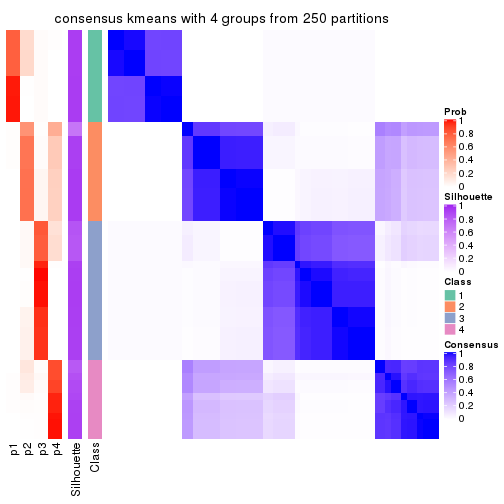 consensus kmeans with 4 groups from 250 partitions
Prob
1
0.8
0.6
0.4
0.2
0
Silhouette
1
0.8
0.6
0.4
0.2
0
Class
1
2
3
4
Consensus
1
0.8
0.6
0.4
0.2
0
p1
p2
p3
p4
Silhouette
Class